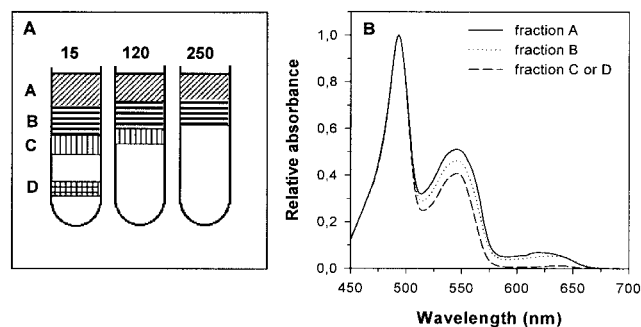 A
15 120 250
A
B
C
D
B
fraction A
fraction B
fraction C or D
Relative absorbance
1,0
0,8
0,6
0,4
0,2
0,0
450 500 550 600 650 700
Wavelength (nm)